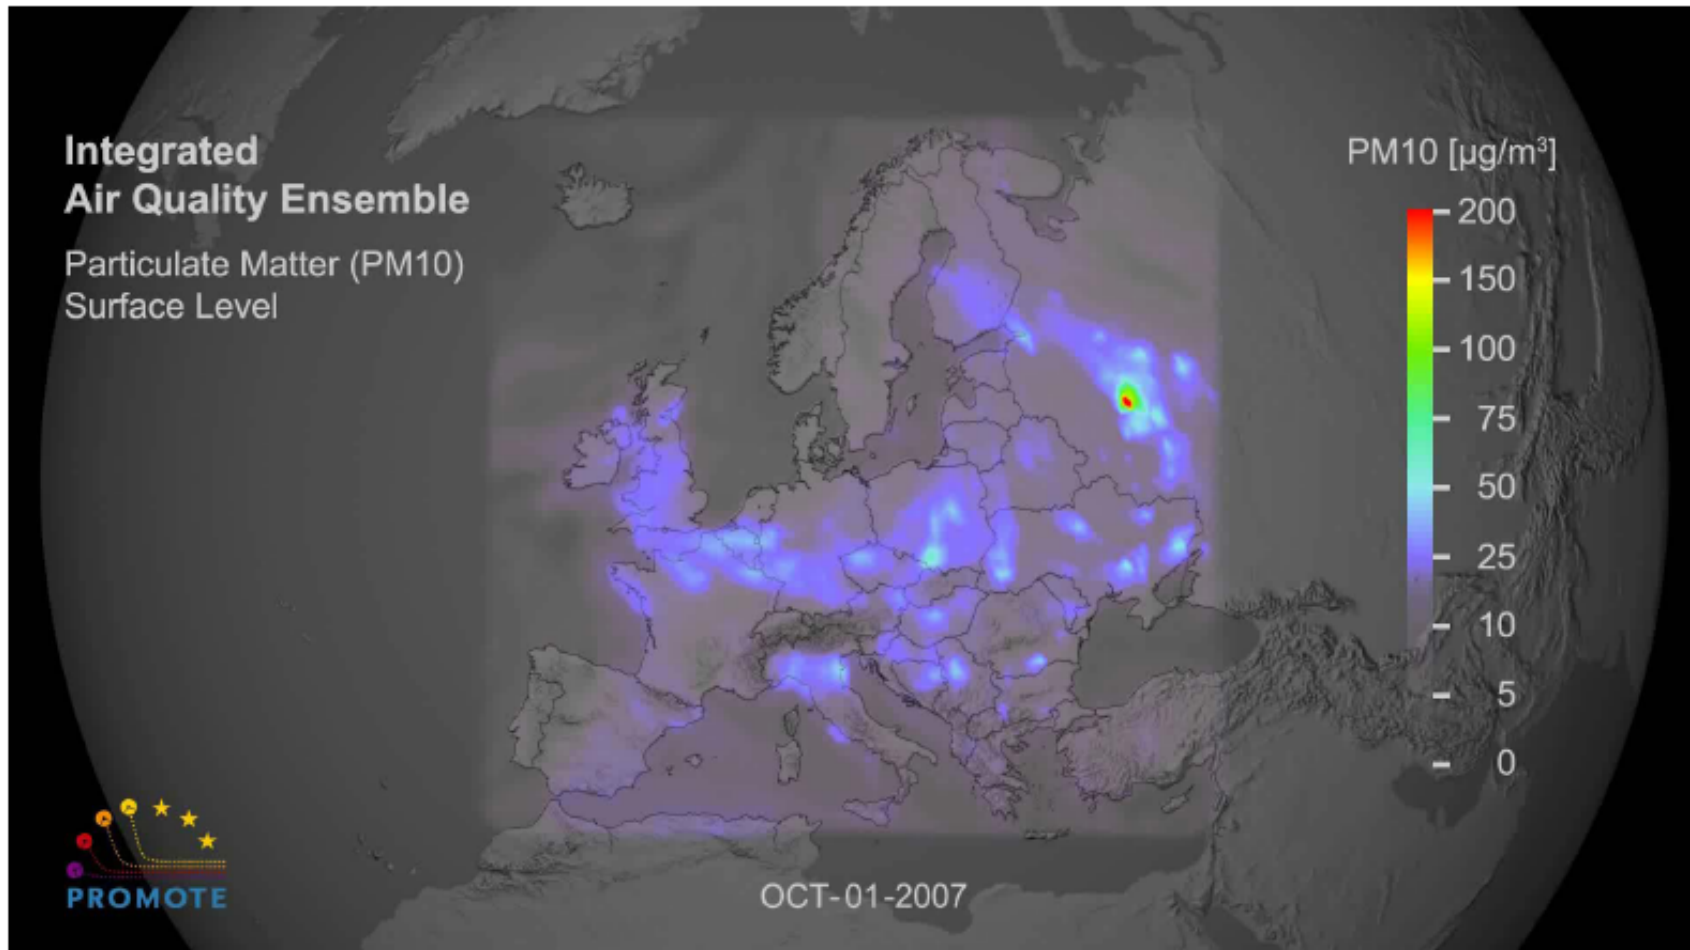 Integrated
Air Quality Ensemble
Particulate Matter (PM10)
Surface Level
PM10 [µg/m³]
200
150
100
75
50
25
10
5
0
PROMOTE
OCT-01-2007